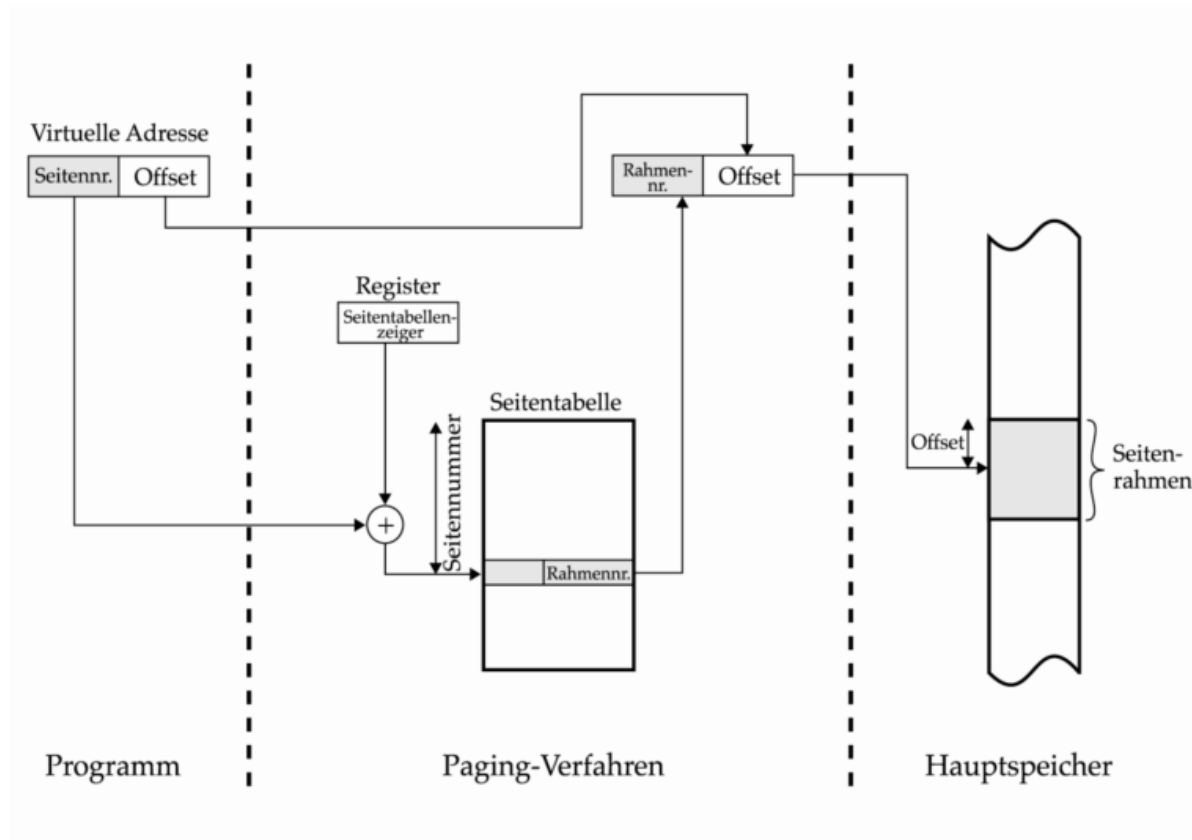 Virtuelle Adresse
Seitennr.
Offset
Rahmen-
nr.
Offset
Register
Seitentabellen-
zeiger
Seitentabelle
Seitennummer
Rahmennr.
+
Offset
Seiten-
rahmen
Programm
Paging-Verfahren
Hauptspeicher